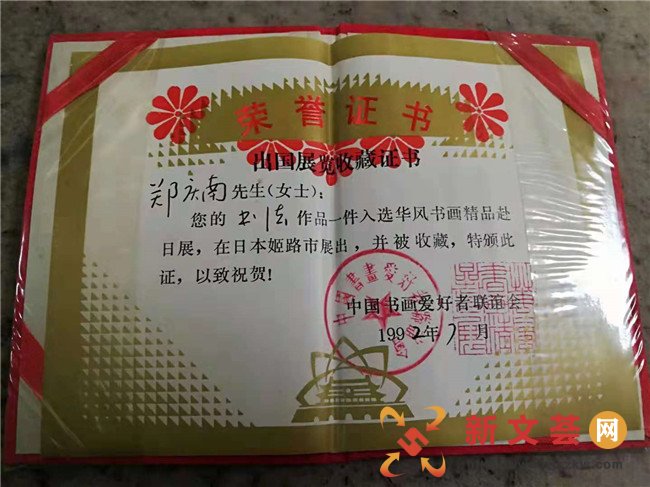 荣誉证书
出国展览收藏证书
郑庆南先生(女士):
您的书法作品一件入选华风书画精品赴
日展,在日本姬路市展出,并被收藏,特颁此
证,以致祝贺!
中国书画爱好者联谊会
1992年7月
新文荟网